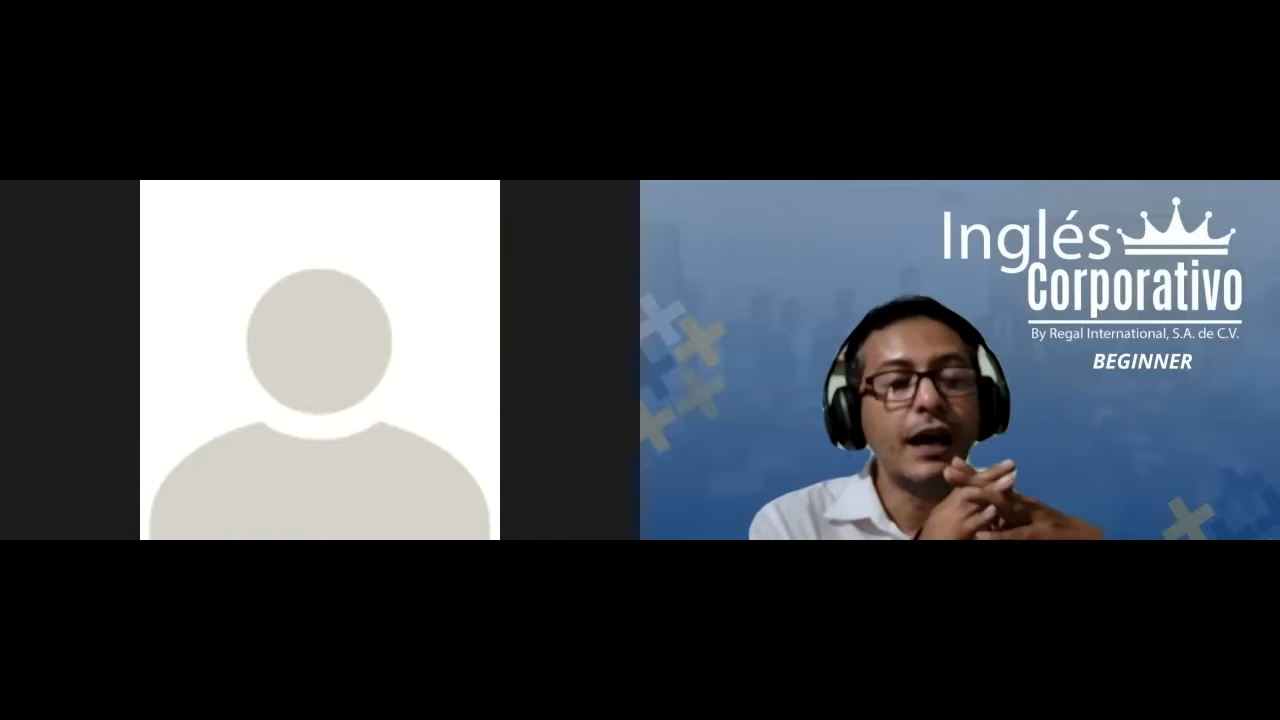 Inglés
Corporativo
By Regal International, S.A. de C.V.
BEGINNER